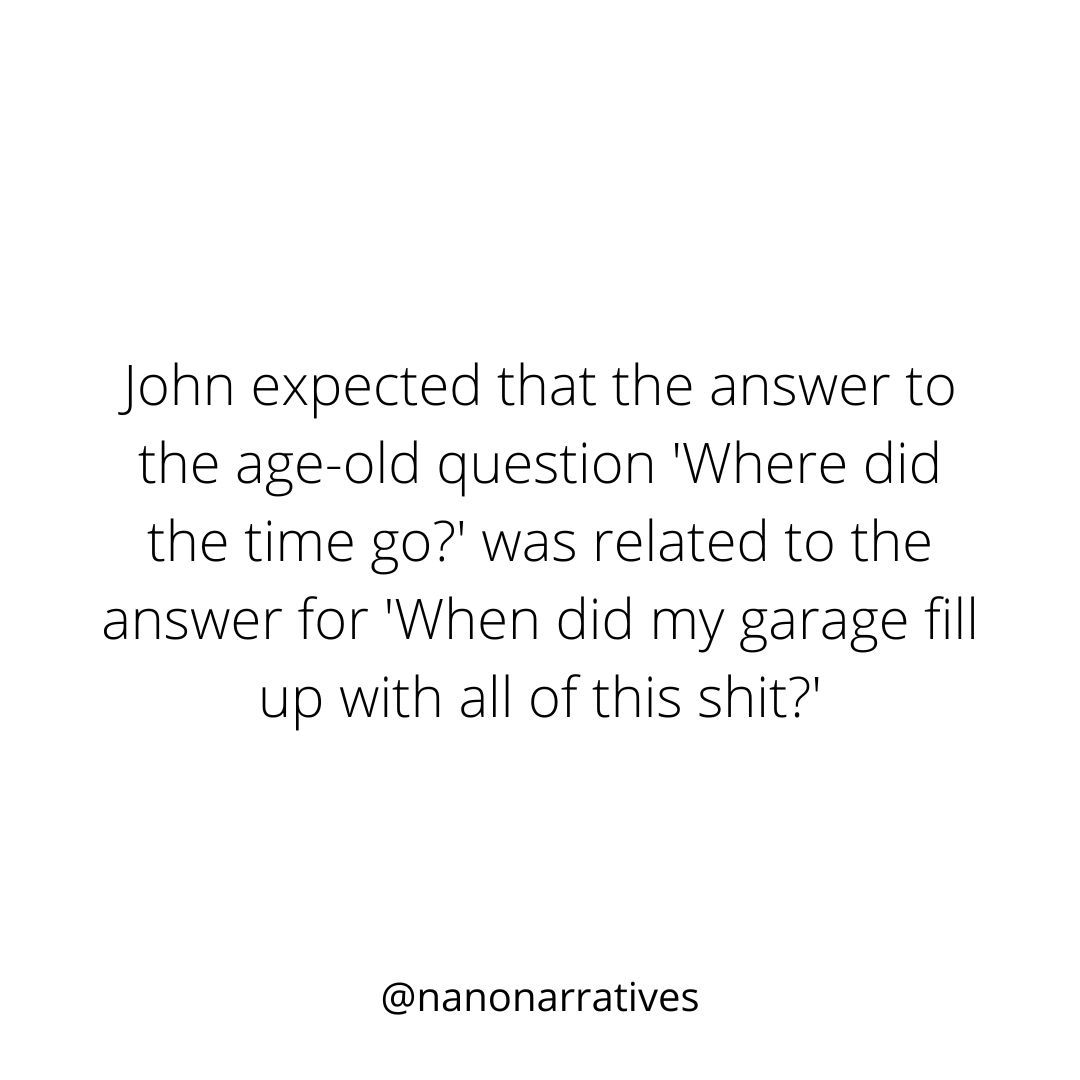 John expected that the answer to
the age-old question 'Where did
the time go?' was related to the
answer for 'When did my garage fill
up with all of this shit?'
@nanonarratives